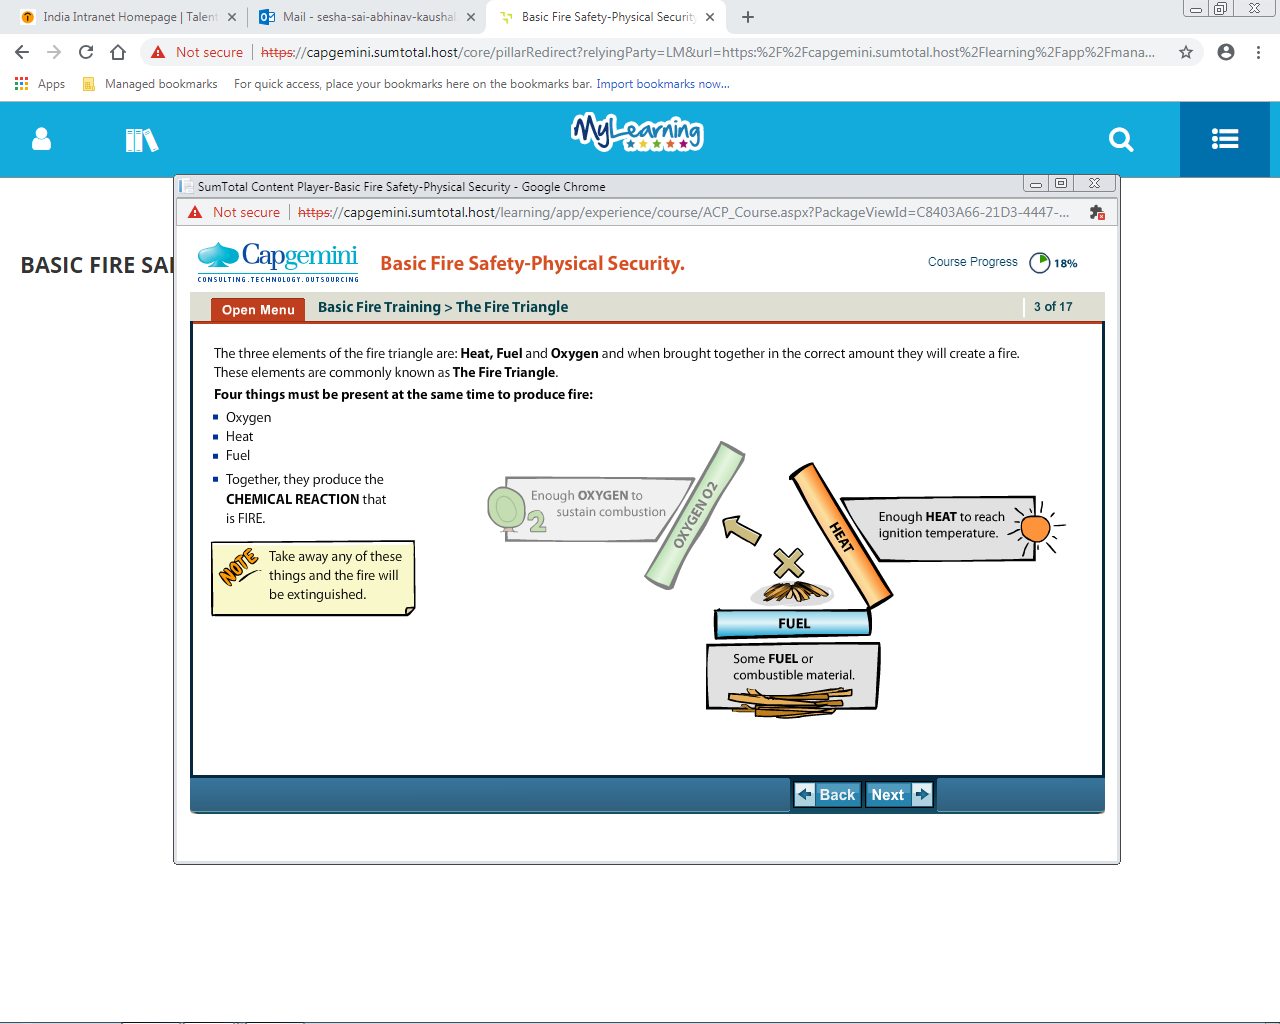 India Intranet Homepage | Talent
Mail - sesha-sai-abhinav-kaushal
Basic Fire Safety-Physical Security
Not secure
https://capgemini.sumtotal.host/core/pillarRedirect?relyingParty=LM&url=https:%2F%2Fcapgemini.sumtotal.host%2Flearning%2Fapp%2Fmana...
Apps
Managed bookmarks
For quick access, place your bookmarks here on the bookmarks bar. Import bookmarks now...
MyLearning
SumTotal Content Player-Basic Fire Safety-Physical Security - Google Chrome
Not secure
https://capgemini.sumtotal.host/learning/app/experience/course/ACP_Course.aspx?PackageViewId=C8403A66-21D3-4447-...
BASIC FIRE SA
Capgemini
CONSULTING.TECHNOLOGY.OUTSOURCING
Basic Fire Safety-Physical Security.
Course Progress
18%
Open Menu
Basic Fire Training > The Fire Triangle
3 of 17
The three elements of the fire triangle are: Heat, Fuel and Oxygen and when brought together in the correct amount they will create a fire.
These elements are commonly known as The Fire Triangle.
Four things must be present at the same time to produce fire:
Oxygen
Heat
Fuel
Together, they produce the
CHEMICAL REACTION that
is FIRE.
NOTE
Take away any of these
things and the fire will
be extinguished.
Enough OXYGEN to
sustain combustion
2
OXYGEN O2
HEAT
Enough HEAT to reach
ignition temperature.
FUEL
Some FUEL or
combustible material.
Back
Next